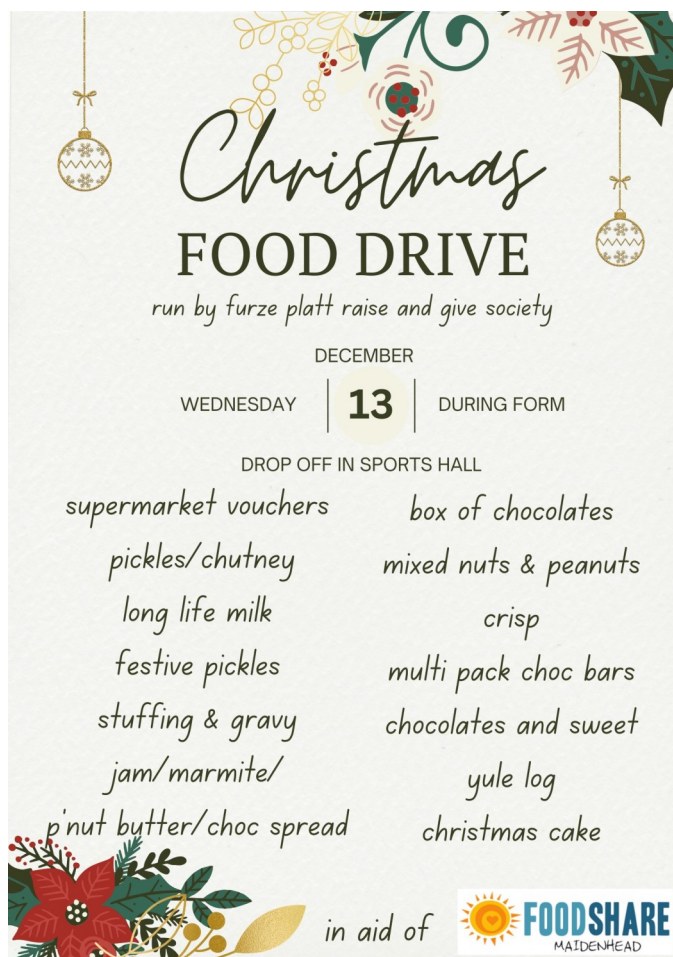 Christmas
FOOD DRIVE
run by furze platt raise and give society
DECEMBER
WEDNESDAY
13
DURING FORM
DROP OFF IN SPORTS HALL
supermarket vouchers
pickles/chutney
long life milk
festive pickles
stuffing & gravy
jam/marmite/
p'nut butter/choc spread
box of chocolates
mixed nuts & peanuts
crisp
multi pack choc bars
chocolates and sweet
yule log
christmas cake
in aid of
FOODSHARE
MAIDENHEAD